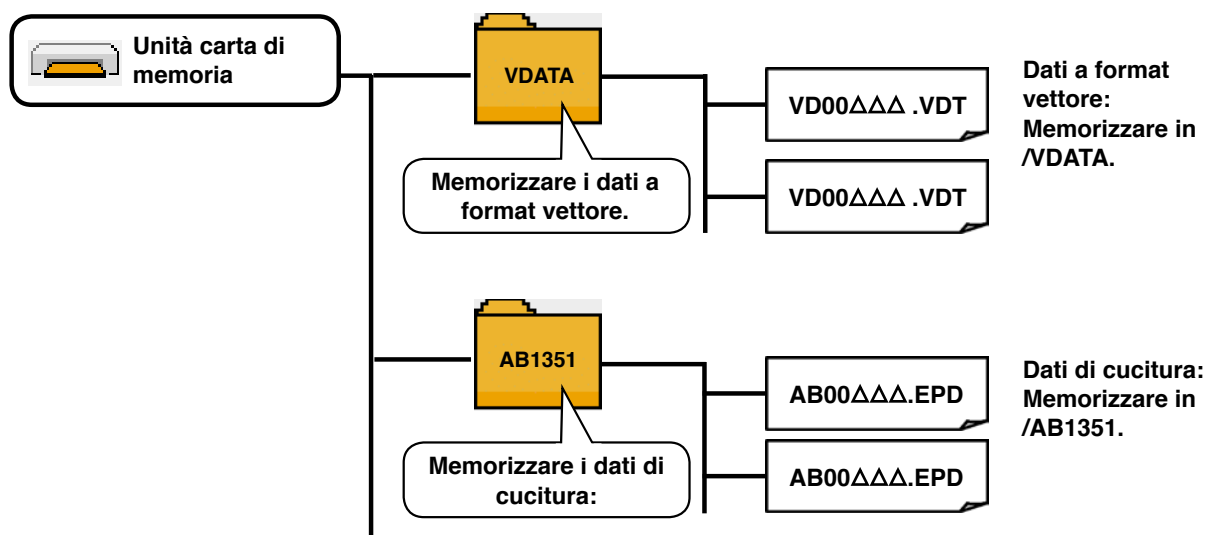 Unità carta di
memoria
VDATA
Memorizzare i dati a
format vettore.
VD00△△△ .VDT
VD00△△△ .VDT
Dati a format
vettore:
Memorizzare in
/VDATA.
AB1351
Memorizzare i dati di
cucitura:
AB00△△△.EPD
AB00△△△.EPD
Dati di cucitura:
Memorizzare in
/AB1351.